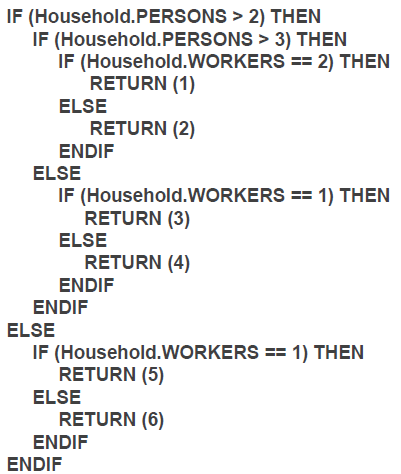 IF (Household.PERSONS > 2) THEN
IF (Household.PERSONS > 3) THEN
IF (Household.WORKERS == 2) THEN
RETURN (1)
ELSE
RETURN (2)
ENDIF
ELSE
IF (Household.WORKERS == 1) THEN
RETURN (3)
ELSE
RETURN (4)
ENDIF
ENDIF
ELSE
IF (Household.WORKERS == 1) THEN
RETURN (5)
ELSE
RETURN (6)
ENDIF
ENDIF